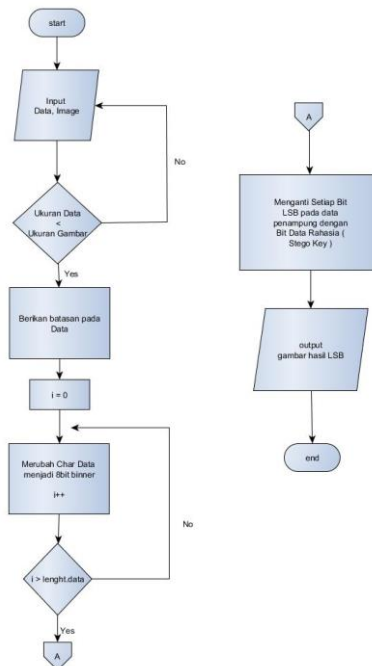 start
Input
Data, Image
No
Ukuran Data
<
Ukuran Gambar
Yes
Berikan batasan pada
Data
i = 0
Merubah Char Data
menjadi 8bit binner
i++
No
i > lenght.data
Yes
A
A
Menganti Setiap Bit
LSB pada data
penampung dengan
Bit Data Rahasia (
Stego Key )
output
gambar hasil LSB
end